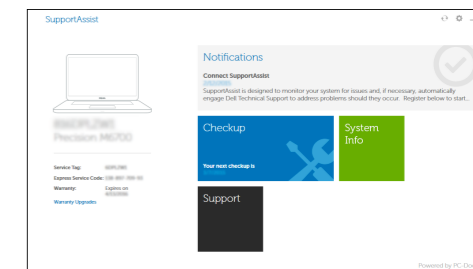 SupportAssist
Notifications
Connect SupportAssist
SupportAssist is designed to monitor your system for issues and, if necessary, automatically
engage Dell Technical Support to address problems should they occur. Register below to start...
Precision M6700
Checkup
Your next checkup is
System
Info
Service Tag:
Express Service Code:
Warranty:
Expires on
Warranty Upgrades
Support
Powered by PC-Doc